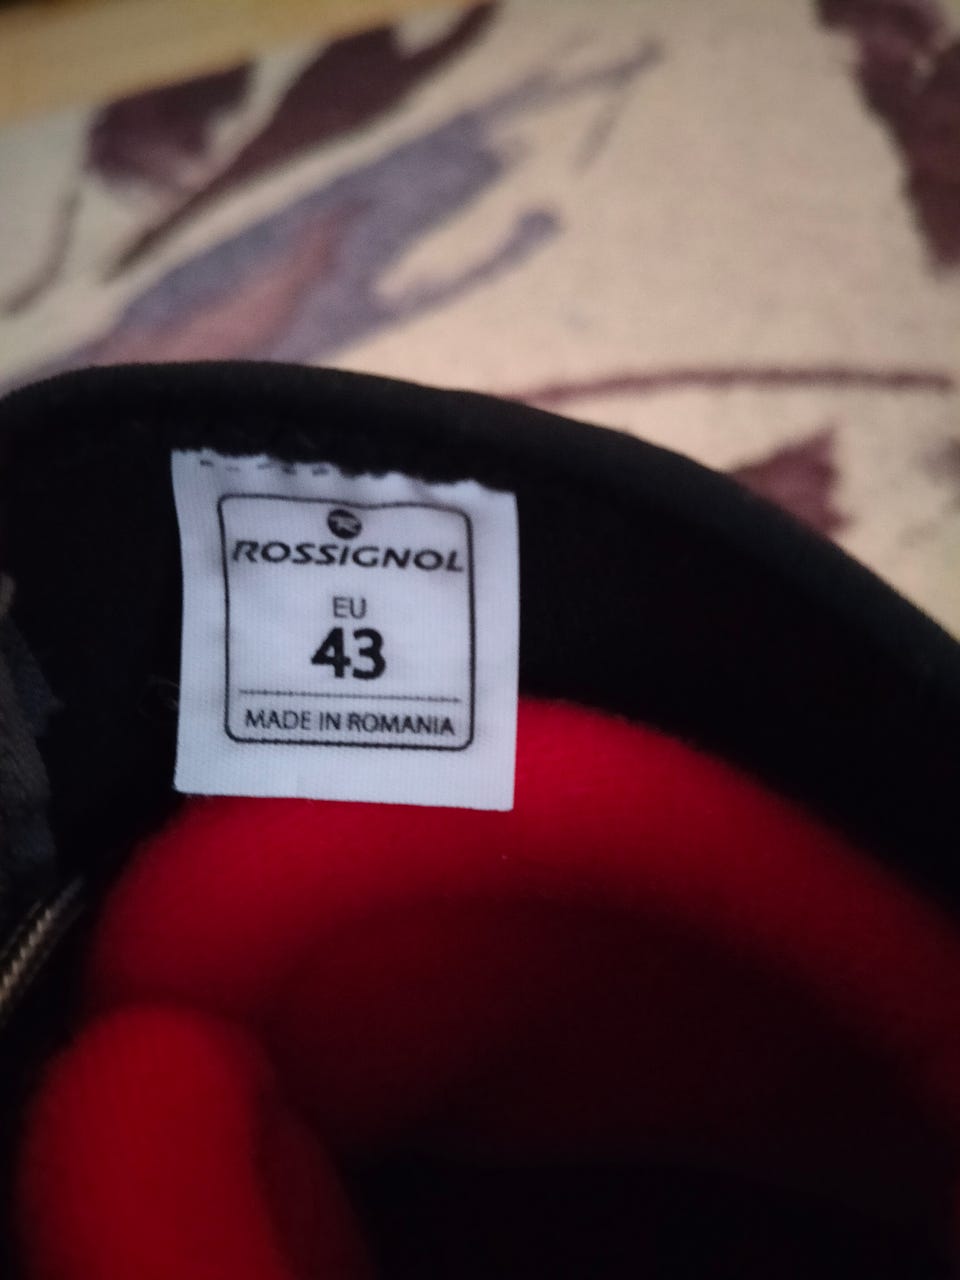 ROSSIGNOL
EU
43
MADE IN ROMANIA